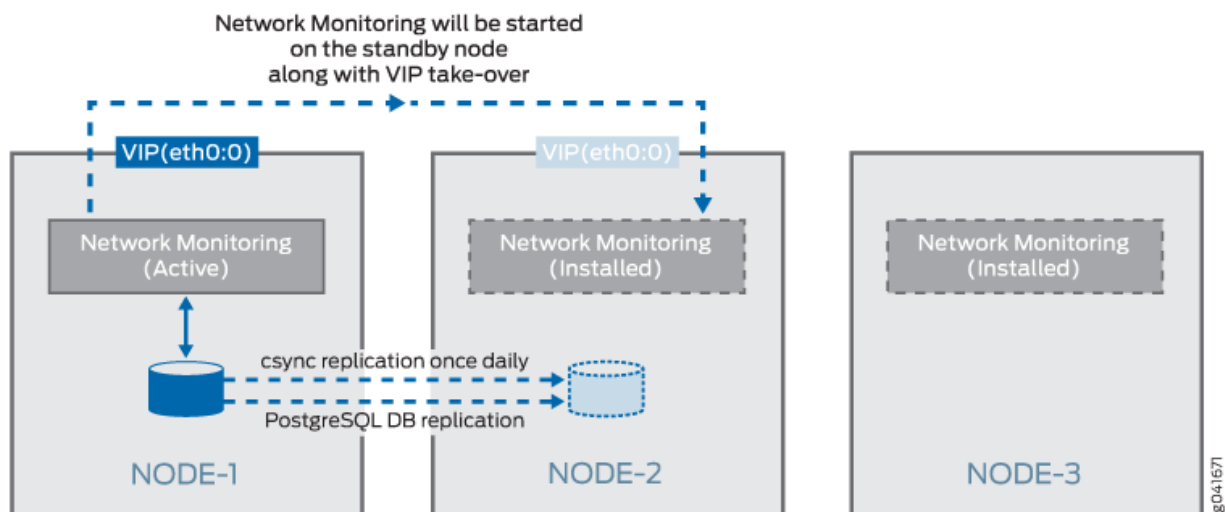 Network Monitoring will be started
on the standby node
along with VIP take-over
VIP(eth0:0)
VIP(eth0:0)
Network Monitoring
(Active)
Network Monitoring
(Installed)
Network Monitoring
(Installed)
csync replication once daily
PostgreSQL DB replication
NODE-1
NODE-2
NODE-3
g041671